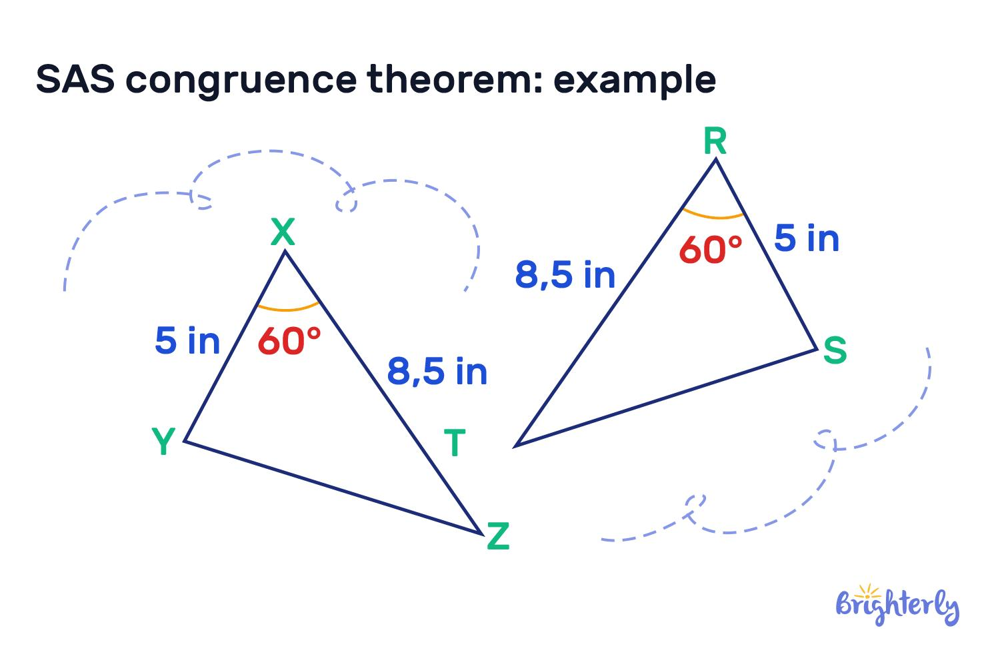 SAS congruence theorem: example
R
X
5 in
60°
8,5 in
5 in
60°
8,5 in
S
Y
T
Z
Brighterly